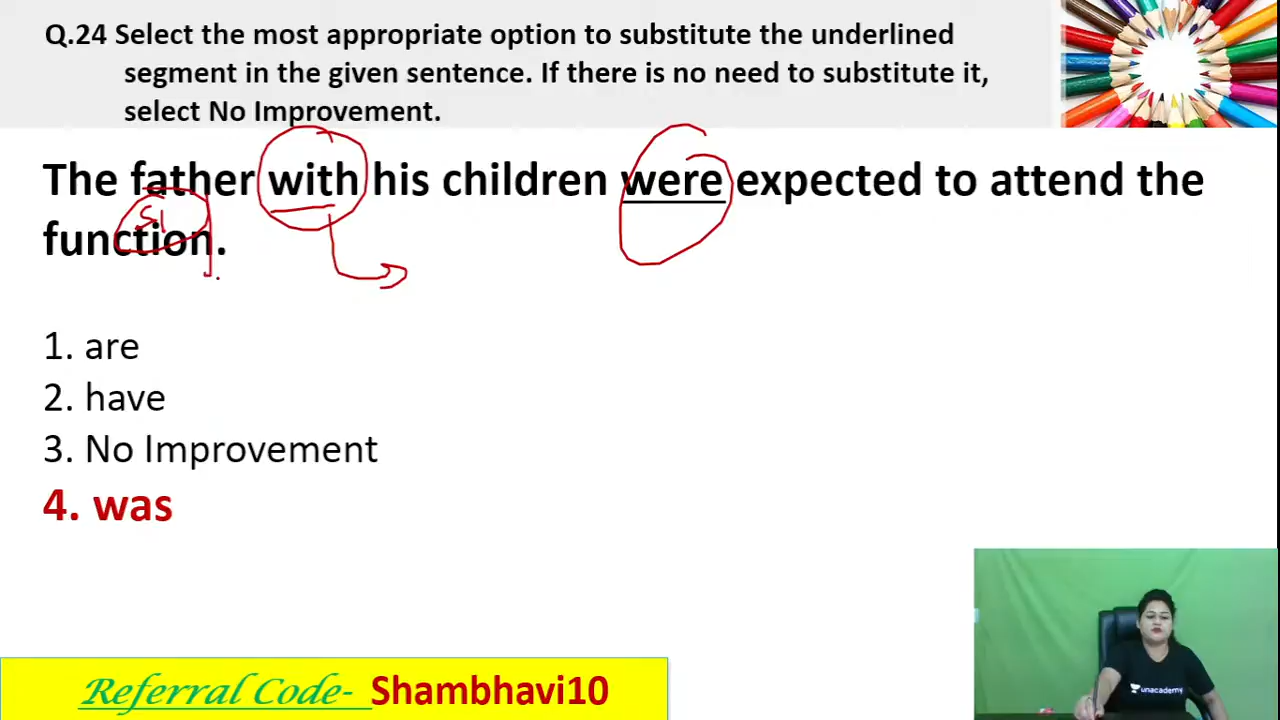 Q.24 Select the most appropriate option to substitute the underlined
segment in the given sentence. If there is no need to substitute it,
select No Improvement.
The father with his children were expected to attend the
S1
function.
1. are
2. have
3. No Improvement
4. was
Referral Code- Shambhavi10
unacademy